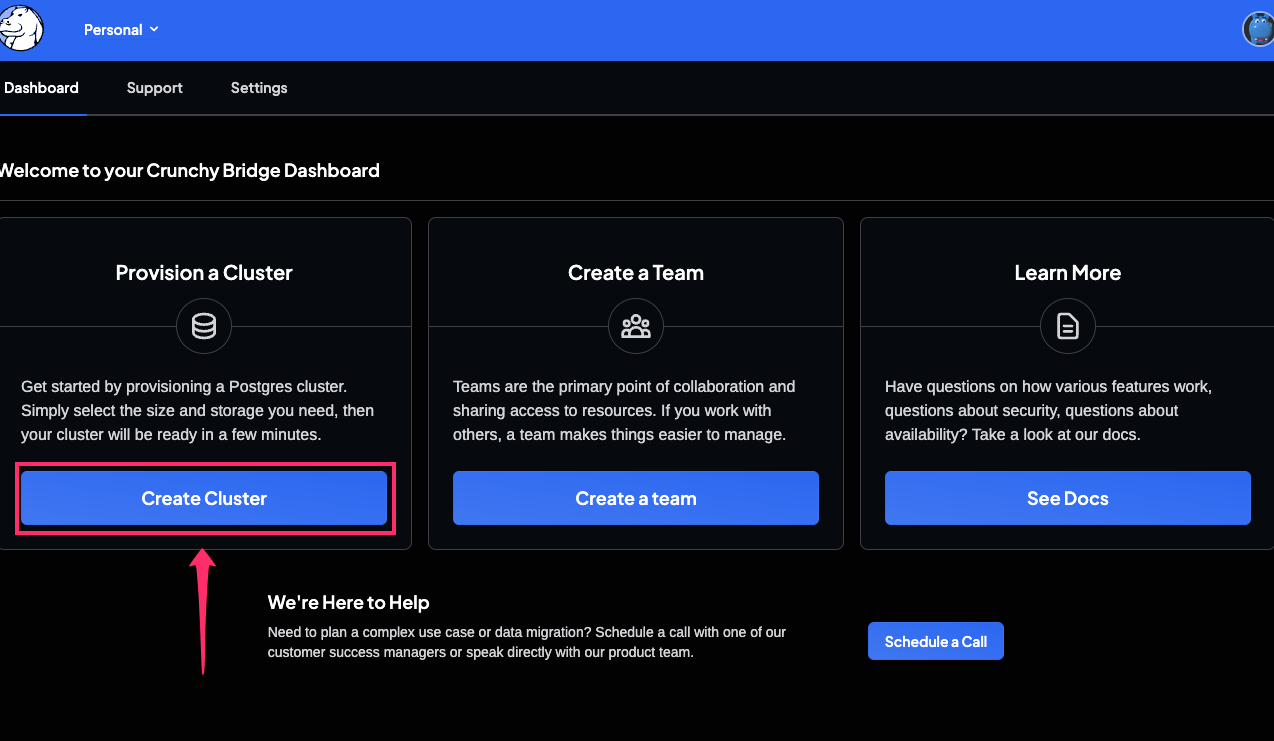 Personal
Dashboard
Support
Settings
Welcome to your Crunchy Bridge Dashboard
Provision a Cluster
Get started by provisioning a Postgres cluster.
Simply select the size and storage you need, then
your cluster will be ready in a few minutes.
Create Cluster
Create a Team
Teams are the primary point of collaboration and
sharing access to resources. If you work with
others, a team makes things easier to manage.
Create a team
Learn More
Have questions on how various features work,
questions about security, questions about
availability? Take a look at our docs.
See Docs
We're Here to Help
Need to plan a complex use case or data migration? Schedule a call with one of our
customer success managers or speak directly with our product team.
Schedule a Call